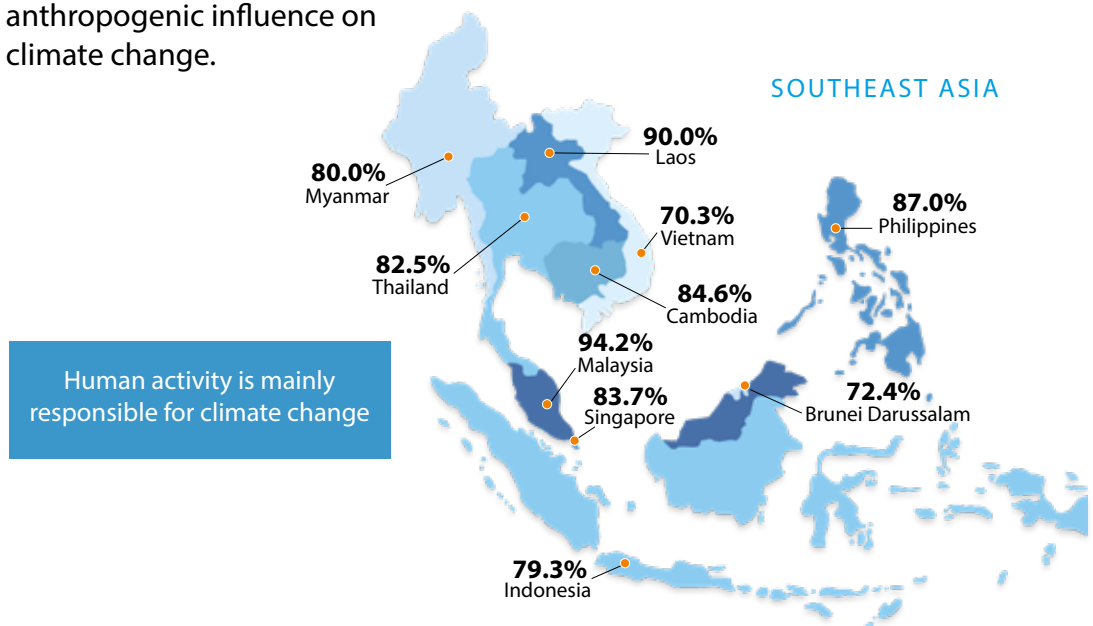 anthropogenic influence on
climate change.
SOUTHEAST ASIA
90.0%
Laos
80.0%
Myanmar
87.0%
Philippines
70.3%
Vietnam
82.5%
Thailand
84.6%
Cambodia
94.2%
Malaysia
Human activity is mainly
responsible for climate change
83.7%
Singapore
72.4%
Brunei Darussalam
79.3%
Indonesia